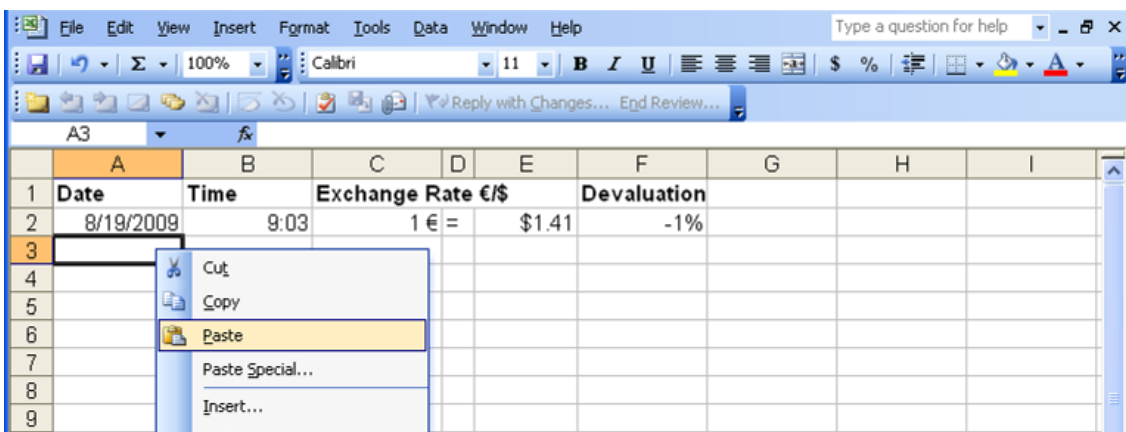 File Edit View Insert Format Tools Data Window Help Type a question for help
Σ 100% Calibri 11 B I U $ % A
Reply with Changes... End Review...
A3 fx
A B C D E F G H I
1 Date Time Exchange Rate €/$ Devaluation
2 8/19/2009 9:03 1 € = $1.41 -1%
3
Cut
4
Copy
5
6 Paste
7
Paste Special...
8
Insert...
9